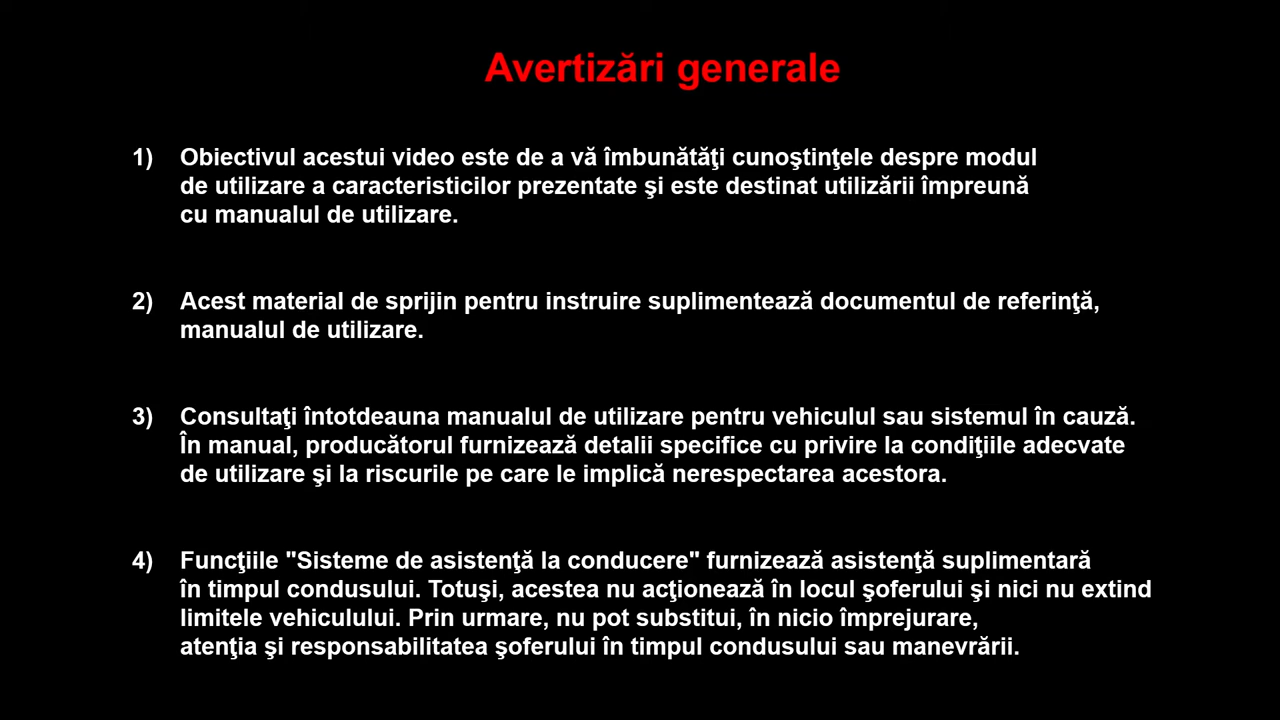 Avertizări generale
1) Obiectivul acestui video este de a vă îmbunătăţi cunoştinţele despre modul
de utilizare a caracteristicilor prezentate şi este destinat utilizării împreună
cu manualul de utilizare.
2) Acest material de sprijin pentru instruire suplimentează documentul de referinţă,
manualul de utilizare.
3) Consultaţi întotdeauna manualul de utilizare pentru vehiculul sau sistemul în cauză.
În manual, producătorul furnizează detalii specifice cu privire la condiţiile adecvate
de utilizare şi la riscurile pe care le implică nerespectarea acestora.
4) Funcţiile "Sisteme de asistenţă la conducere" furnizează asistenţă suplimentară
în timpul condusului. Totuşi, acestea nu acţionează în locul şoferului şi nici nu extind
limitele vehiculului. Prin urmare, nu pot substitui, în nicio împrejurare,
atenţia şi responsabilitatea şoferului în timpul condusului sau manevrării.